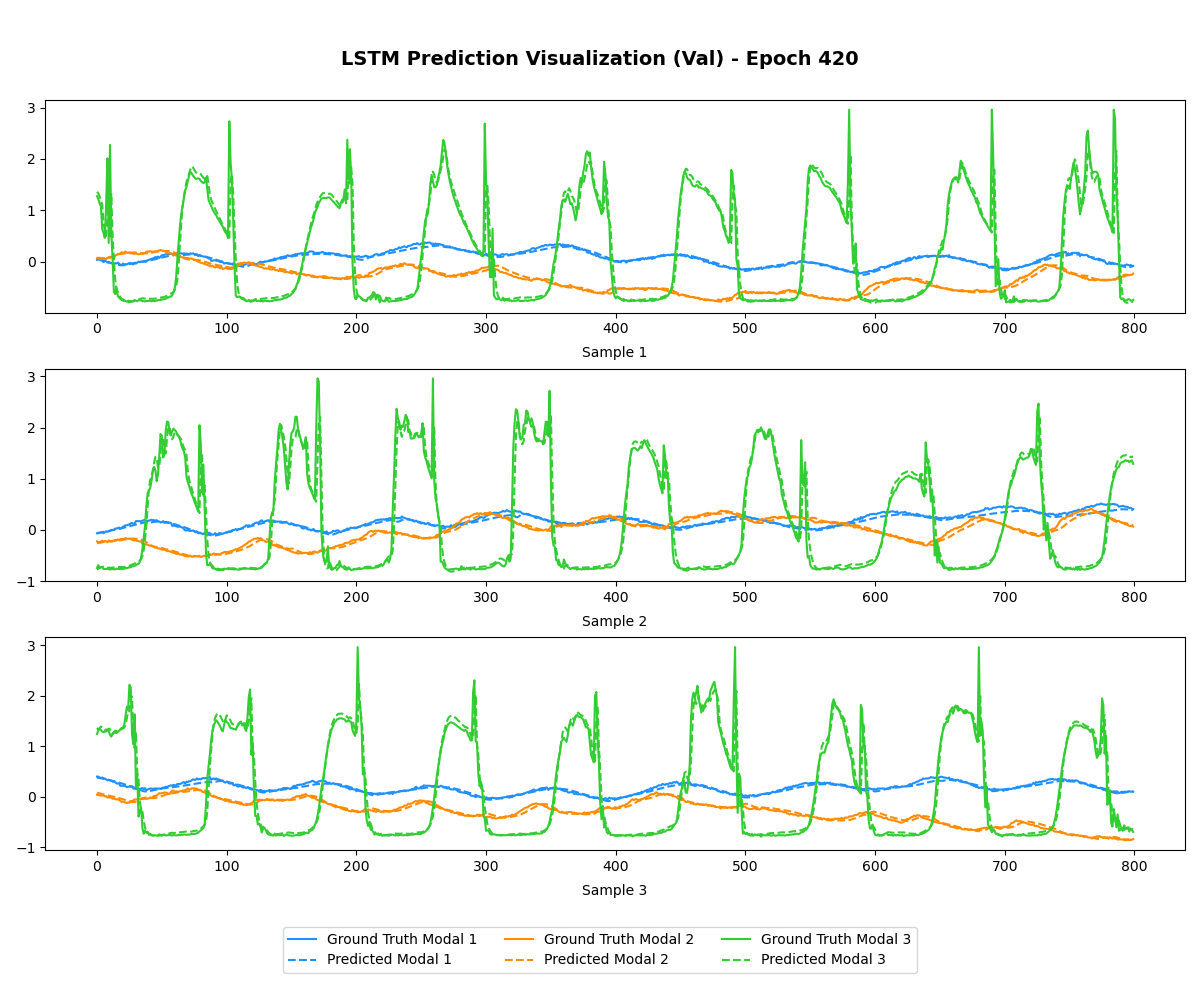 LSTM Prediction Visualization (Val) - Epoch 420
3
2
1
0
0 100 200 300 400 500 600 700 800
Sample 1
3
2
1
0
−1
0 100 200 300 400 500 600 700 800
Sample 2
3
2
1
0
−1
0 100 200 300 400 500 600 700 800
Sample 3
Ground Truth Modal 1 Ground Truth Modal 2 Ground Truth Modal 3
Predicted Modal 1 Predicted Modal 2 Predicted Modal 3